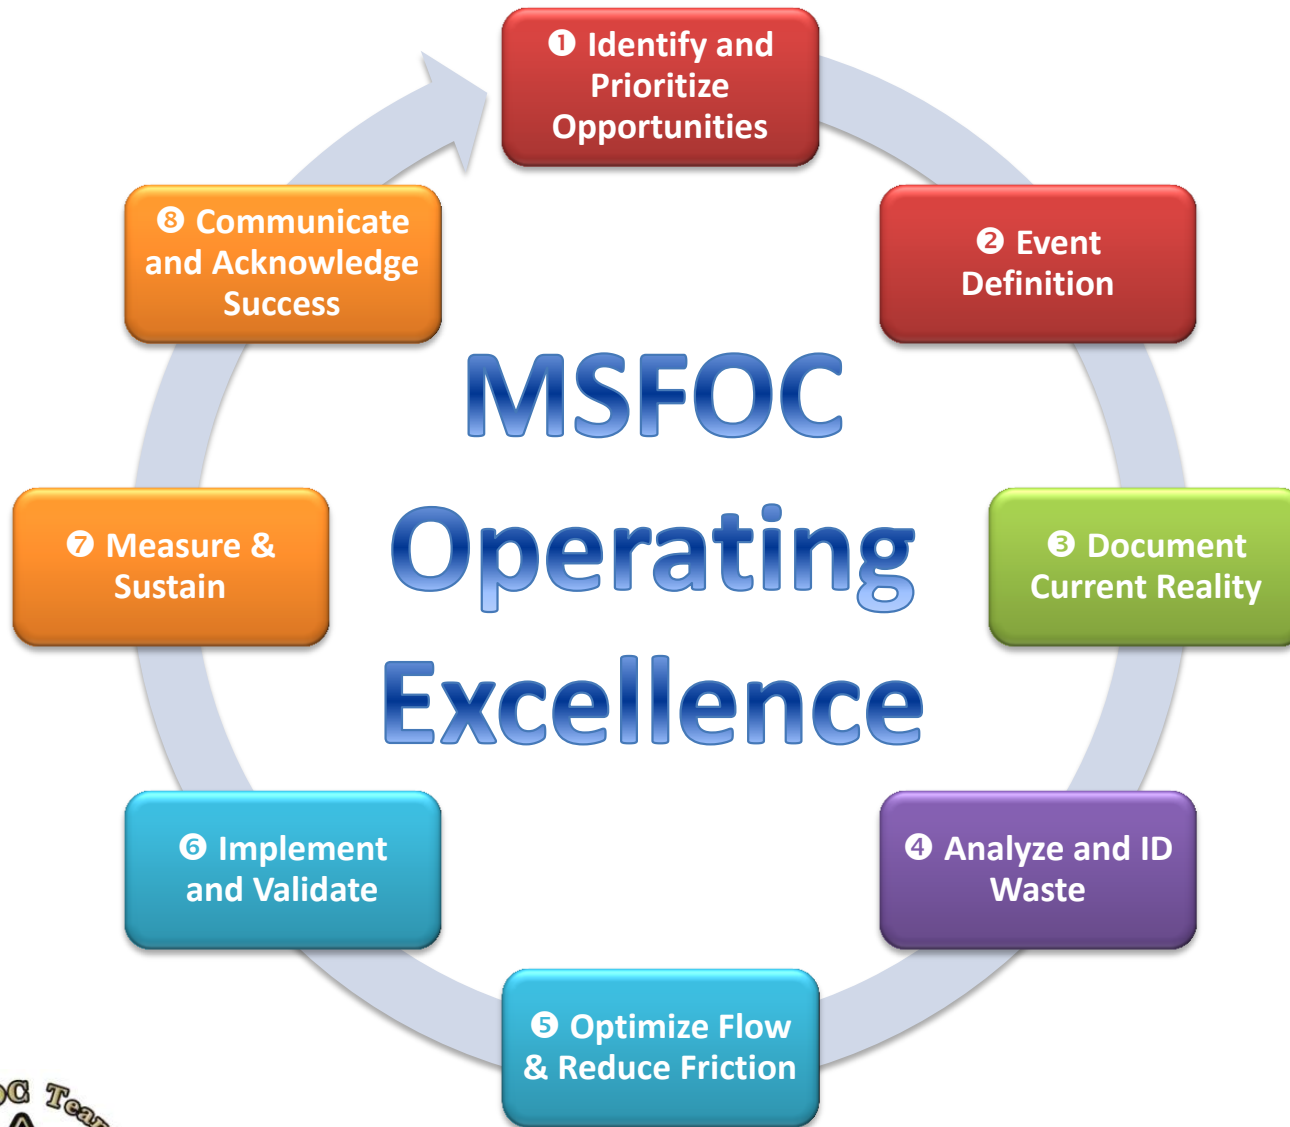 ❶ Identify and
Prioritize
Opportunities
❷ Event
Definition
❸ Document
Current Reality
❹ Analyze and ID
Waste
❺ Optimize Flow
& Reduce Friction
❻ Implement
and Validate
❼ Measure &
Sustain
❽ Communicate
and Acknowledge
Success
MSFOC
Operating
Excellence